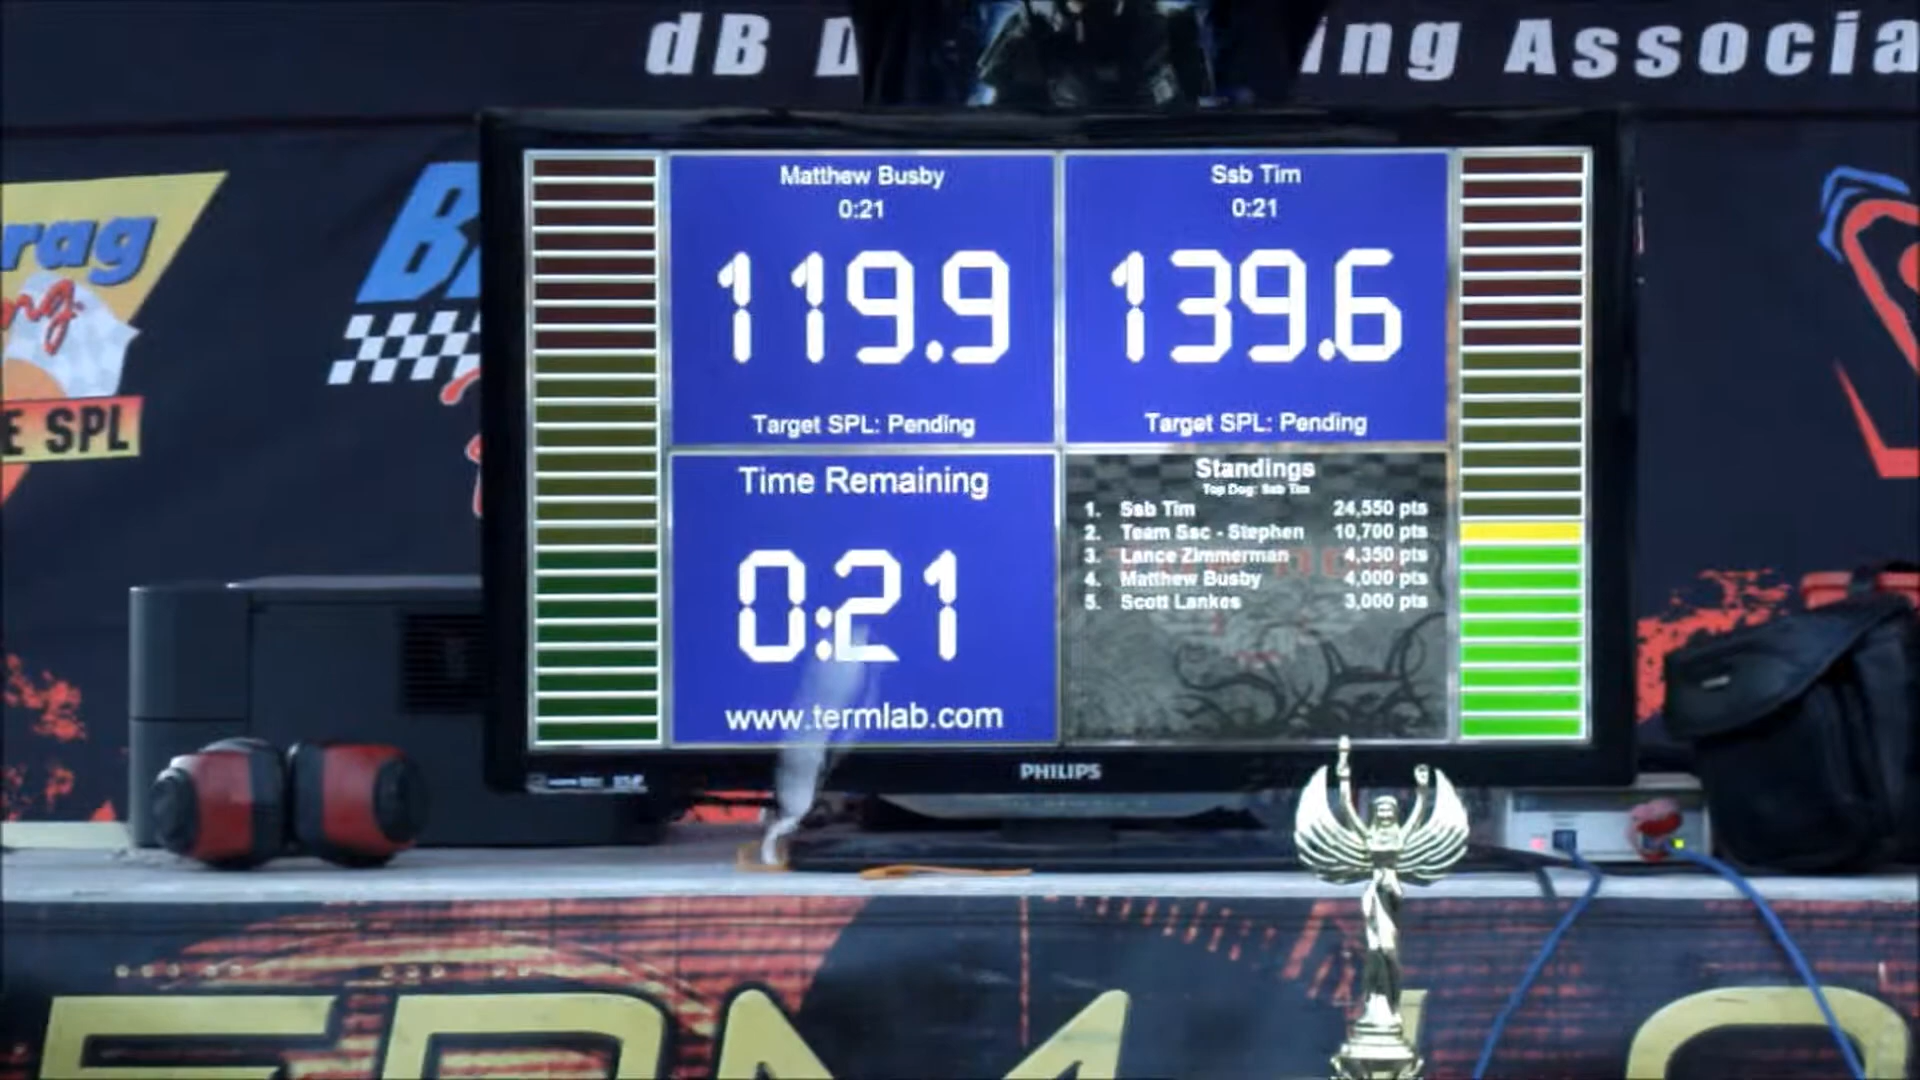 dB D ing Associa
rag
ng
E SPL
B
Matthew Busby
0:21
119.9
Target SPL: Pending
Ssb Tim
0:21
139.6
Target SPL: Pending
Time Remaining
0:21
www.termlab.com
Standings
Top Dog: Ssb Tim
1. Ssb Tim 24,550 pts
2. Team Ssc - Stephen 10,700 pts
3. Lance Zimmerman 4,350 pts
4. Matthew Busby 4,000 pts
5. Scott Lankes 3,000 pts
PHILIPS